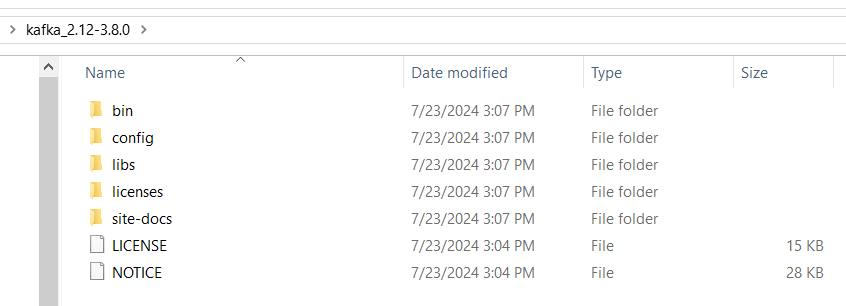 kafka_2.12-3.8.0
Name Date modified Type Size
bin 7/23/2024 3:07 PM File folder
config 7/23/2024 3:07 PM File folder
libs 7/23/2024 3:07 PM File folder
licenses 7/23/2024 3:07 PM File folder
site-docs 7/23/2024 3:07 PM File folder
LICENSE 7/23/2024 3:04 PM File 15 KB
NOTICE 7/23/2024 3:04 PM File 28 KB